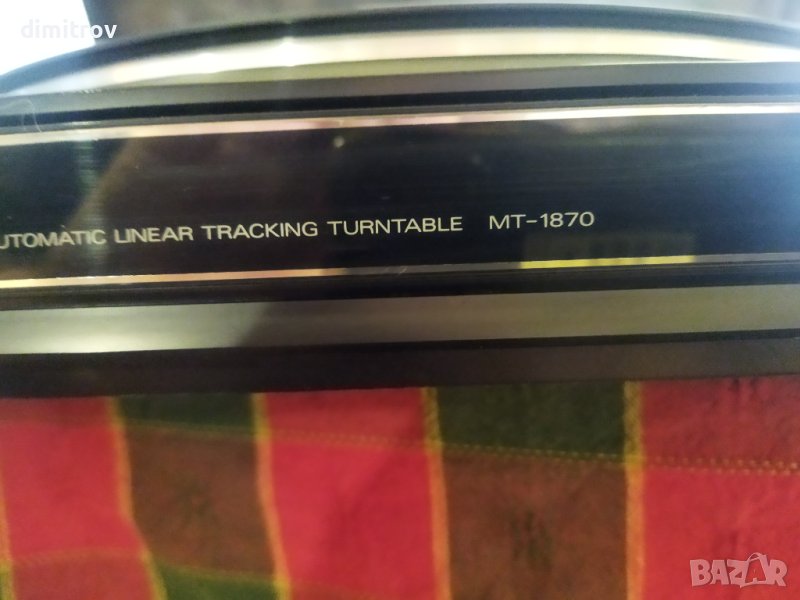 dimitrov
UTOMATIC LINEAR TRACKING TURNTABLE MT-1870
BAZAR